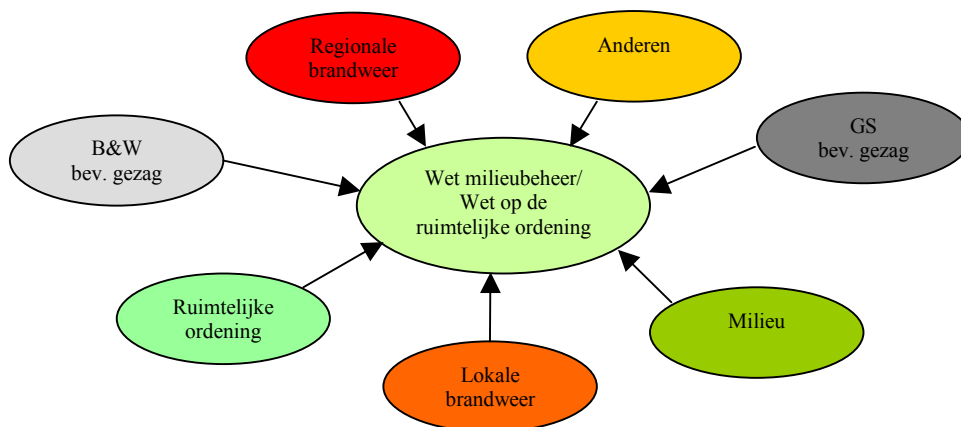 Regionale
brandweer
Anderen
B&W
bev. gezag
GS
bev. gezag
Wet milieubeheer/
Wet op de
ruimtelijke ordening
Ruimtelijke
ordening
Milieu
Lokale
brandweer